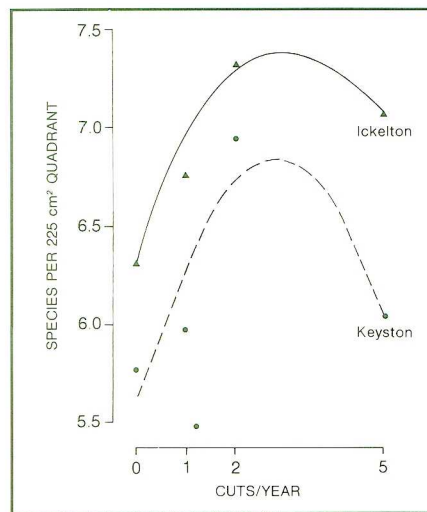 7.5
7.0
6.5
6.0
5.5
SPECIES PER 225 cm² QUADRANT
Ickelton
Keyston
0 1 2 5
CUTS/YEAR